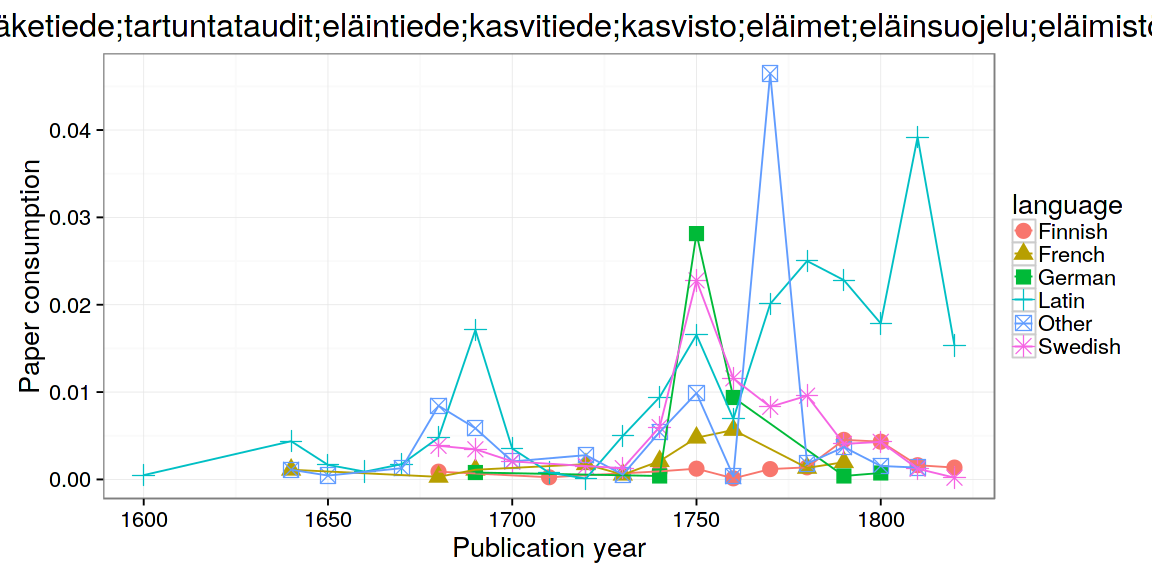 äketiede;tartuntataudit;eläintiede;kasvitiede;kasvisto;eläimet;eläinsuojelu;eläimisto
0.04
0.03
0.02
0.01
0.00
Paper consumption
1600
1650
1700
1750
1800
Publication year
language
Finnish
French
German
Latin
Other
Swedish